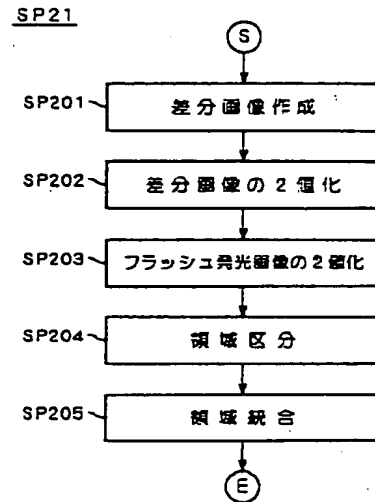 SP21
S
SP201 差分画像作成
SP202 差分画像の2値化
SP203 フラッシュ発光画像の2値化
SP204 領域区分
SP205 領域統合
E